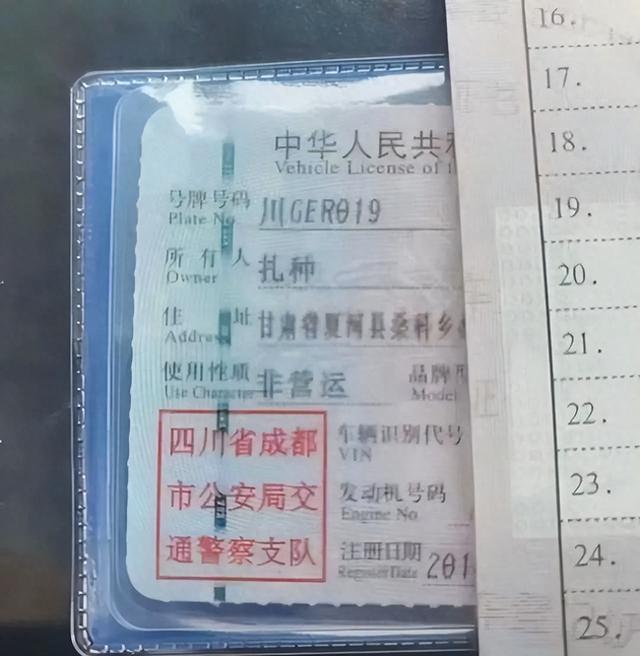 中华人民共
Vehicle License of
号牌号码 川GER019
Plate No.
所有人 扎种
Owner
住址 甘肃省夏河县桑科乡
Address
使用性质 非营运 品牌
Use Character Model
四川省成都
市公安局交
通警察支队
车辆识别代号
VIN
发动机号码
Engine No.
注册日期 201
Register Date
16.
17.
18.
19.
20.
21.
22.
23.
24.
25.